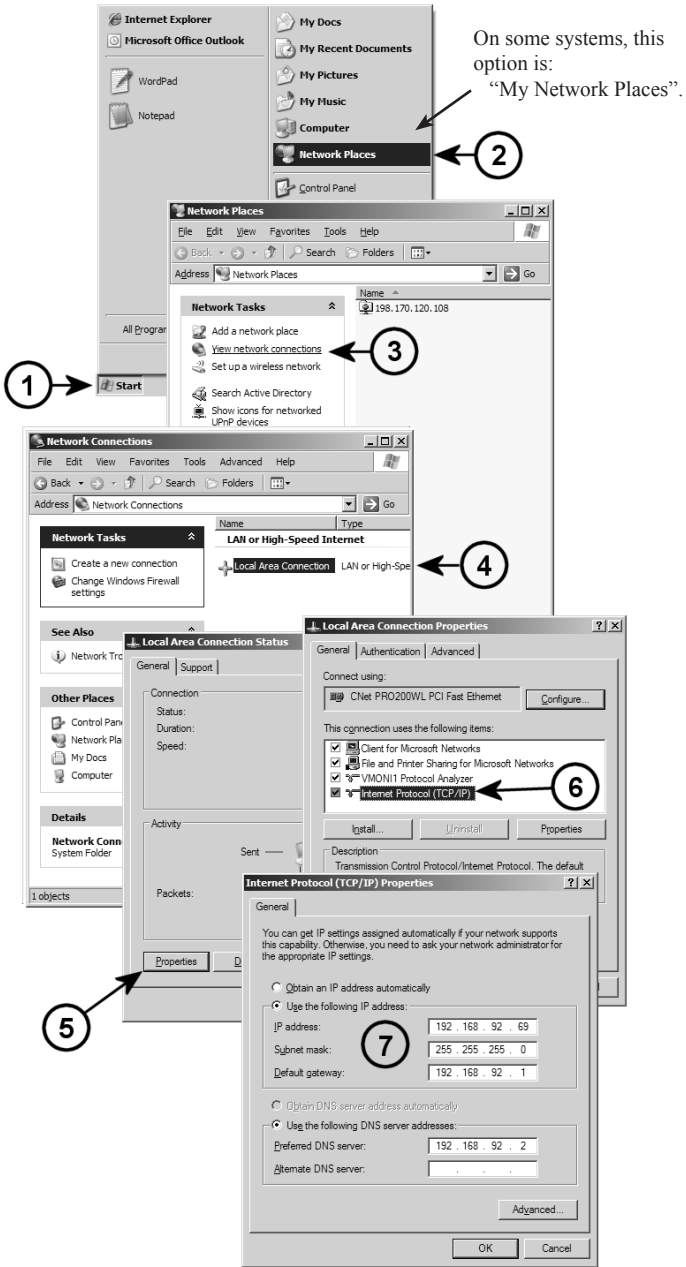 Internet Explorer
Microsoft Office Outlook
WordPad
Notepad
All Progra
My Docs
My Recent Documents
My Pictures
My Music
Computer
Network Places
Control Panel
On some systems, this
option is:
“My Network Places”.
2
Network Places
File Edit View Favorites Tools Help
Back Search Folders
Address Network Places Go
Network Tasks
Add a network place
View network connections
Set up a wireless network
Search Active Directory
Show icons for networked
UPnP devices
Name
198.170.120.108
3
1
Start
Network Connections
File Edit View Favorites Tools Advanced Help
Back Search Folders
Address Network Connections Go
Network Tasks
Create a new connection
Change Windows Firewall
settings
See Also
Network Tro
Other Places
Control Pan
Network Pla
My Docs
Computer
Details
Network Conn
System Folder
1 objects
Name Type
LAN or High-Speed Internet
Local Area Connection LAN or High-Spe
4
Local Area Connection Status
General Support
Connection
Status:
Duration:
Speed:
Activity
Sent
Packets:
Properties D
5
Local Area Connection Properties
General Authentication Advanced
Connect using:
CNet PRO200WL PCI Fast Ethernet Configure...
This connection uses the following items:
Client for Microsoft Networks
File and Printer Sharing for Microsoft Networks
VMONI1 Protocol Analyzer
Internet Protocol (TCP/IP)
6
Install... Uninstall Properties
Description
Transmission Control Protocol/Internet Protocol. The default
Internet Protocol (TCP/IP) Properties
General
You can get IP settings assigned automatically if your network supports
this capability. Otherwise, you need to ask your network administrator for
the appropriate IP settings.
Obtain an IP address automatically
Use the following IP address:
IP address: 192 . 168 . 92 . 69
Subnet mask: 255 . 255 . 255 . 0
Default gateway: 192 . 168 . 92 . 1
7
Obtain DNS server address automatically
Use the following DNS server addresses:
Preferred DNS server: 192 . 168 . 92 . 2
Alternate DNS server: . . .
Advanced...
OK Cancel